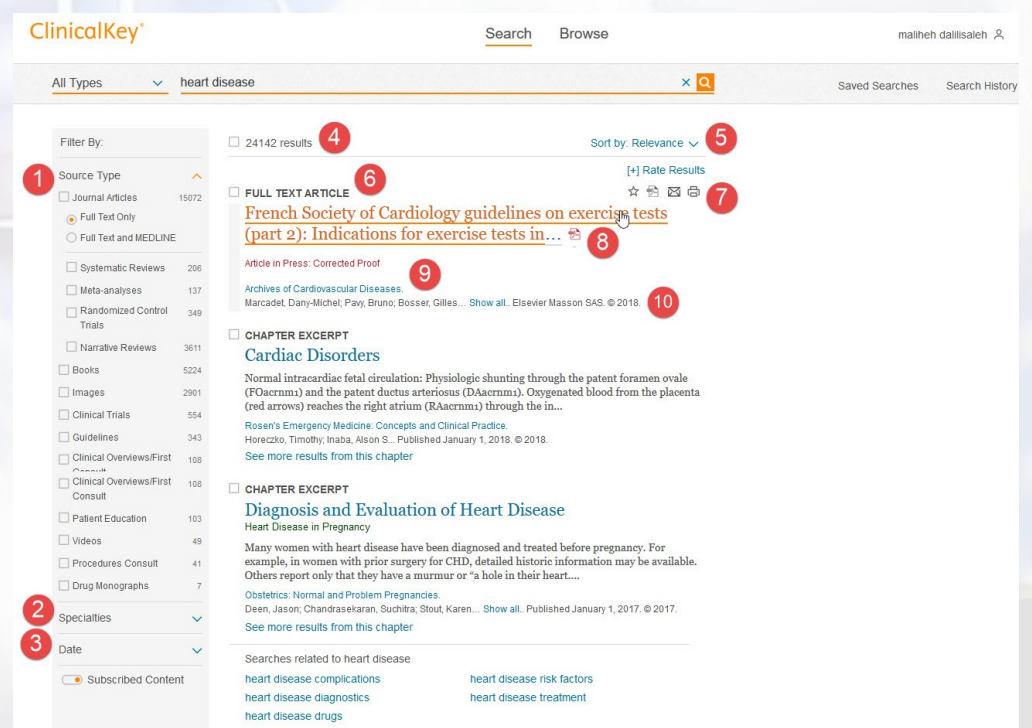 ClinicalKey®
Search Browse
maliheh dalilisaleh
All Types
heart disease
×
Saved Searches Search History
Filter By:
1
Source Type
Journal Articles 15072
Full Text Only
Full Text and MEDLINE
Systematic Reviews 206
Meta-analyses 137
Randomized Control 349
Trials
Narrative Reviews 3611
Books 5224
Images 2901
Clinical Trials 554
Guidelines 343
Clinical Overviews/First 108
Consult
Clinical Overviews/First 108
Consult
Patient Education 103
Videos 49
Procedures Consult 41
Drug Monographs 7
2
Specialties
3
Date
Subscribed Content
24142 results 4
Sort by: Relevance 5
[+] Rate Results
FULL TEXT ARTICLE 6
7
French Society of Cardiology guidelines on exercise tests
(part 2): Indications for exercise tests in... 8
Article in Press: Corrected Proof
9
Archives of Cardiovascular Diseases.
Marcadet, Dany-Michel; Pavy, Bruno; Bosser, Gilles... Show all.. Elsevier Masson SAS. © 2018. 10
CHAPTER EXCERPT
Cardiac Disorders
Normal intracardiac fetal circulation: Physiologic shunting through the patent foramen ovale
(FOacrnm1) and the patent ductus arteriosus (DAacrnm1). Oxygenated blood from the placenta
(red arrows) reaches the right atrium (RAacrnm1) through the in...
Rosen's Emergency Medicine: Concepts and Clinical Practice.
Horeczko, Timothy; Inaba, Alson S... Published January 1, 2018. © 2018.
See more results from this chapter
CHAPTER EXCERPT
Diagnosis and Evaluation of Heart Disease
Heart Disease in Pregnancy
Many women with heart disease have been diagnosed and treated before pregnancy. For
example, in women with prior surgery for CHD, detailed historic information may be available.
Others report only that they have a murmur or “a hole in their heart....
Obstetrics: Normal and Problem Pregnancies.
Deen, Jason; Chandrasekaran, Suchitra; Stout, Karen... Show all.. Published January 1, 2017. © 2017.
See more results from this chapter
Searches related to heart disease
heart disease complications heart disease risk factors
heart disease diagnostics heart disease treatment
heart disease drugs